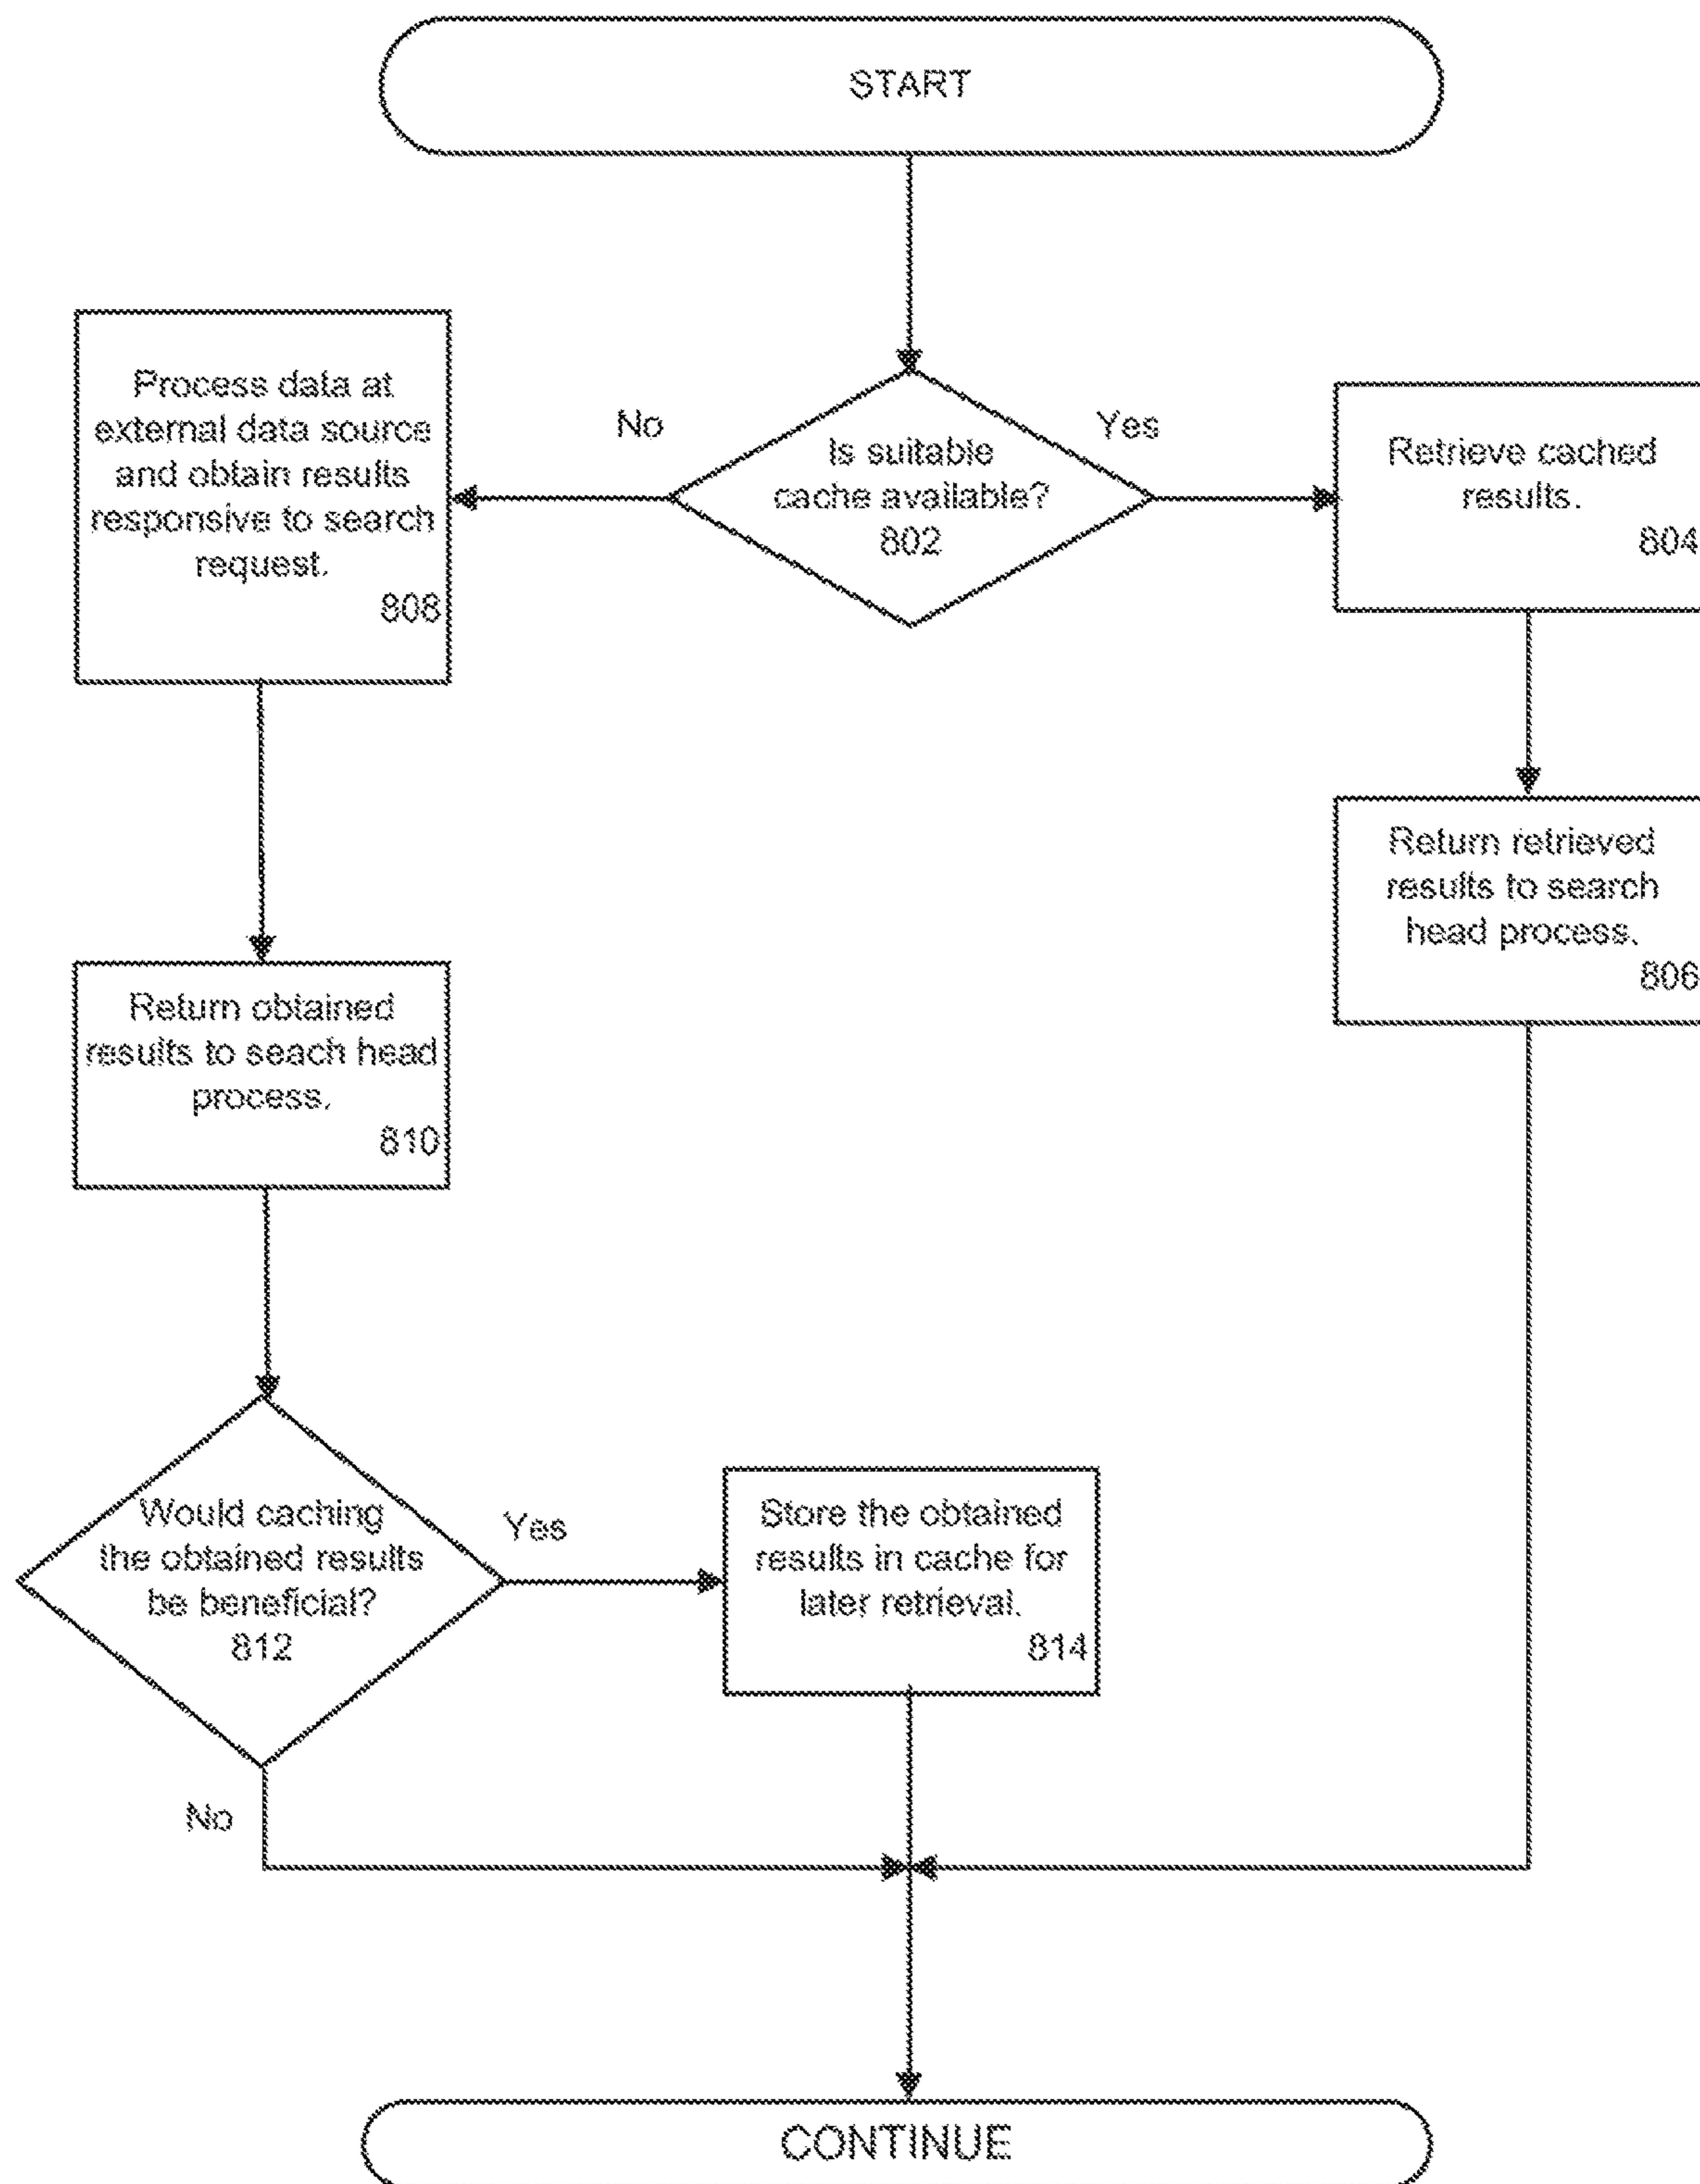 START
No
Is suitable
cache available?
802
Yes
Process data at
external data source
and obtain results
responsive to search
request.
808
Retrieve cached
results.
804
Return retrieved
results to search
head process.
806
Return obtained
results to seach head
process.
810
Would caching
the obtained results
be beneficial?
812
Yes
Store the obtained
results in cache for
later retrieval.
814
No
CONTINUE